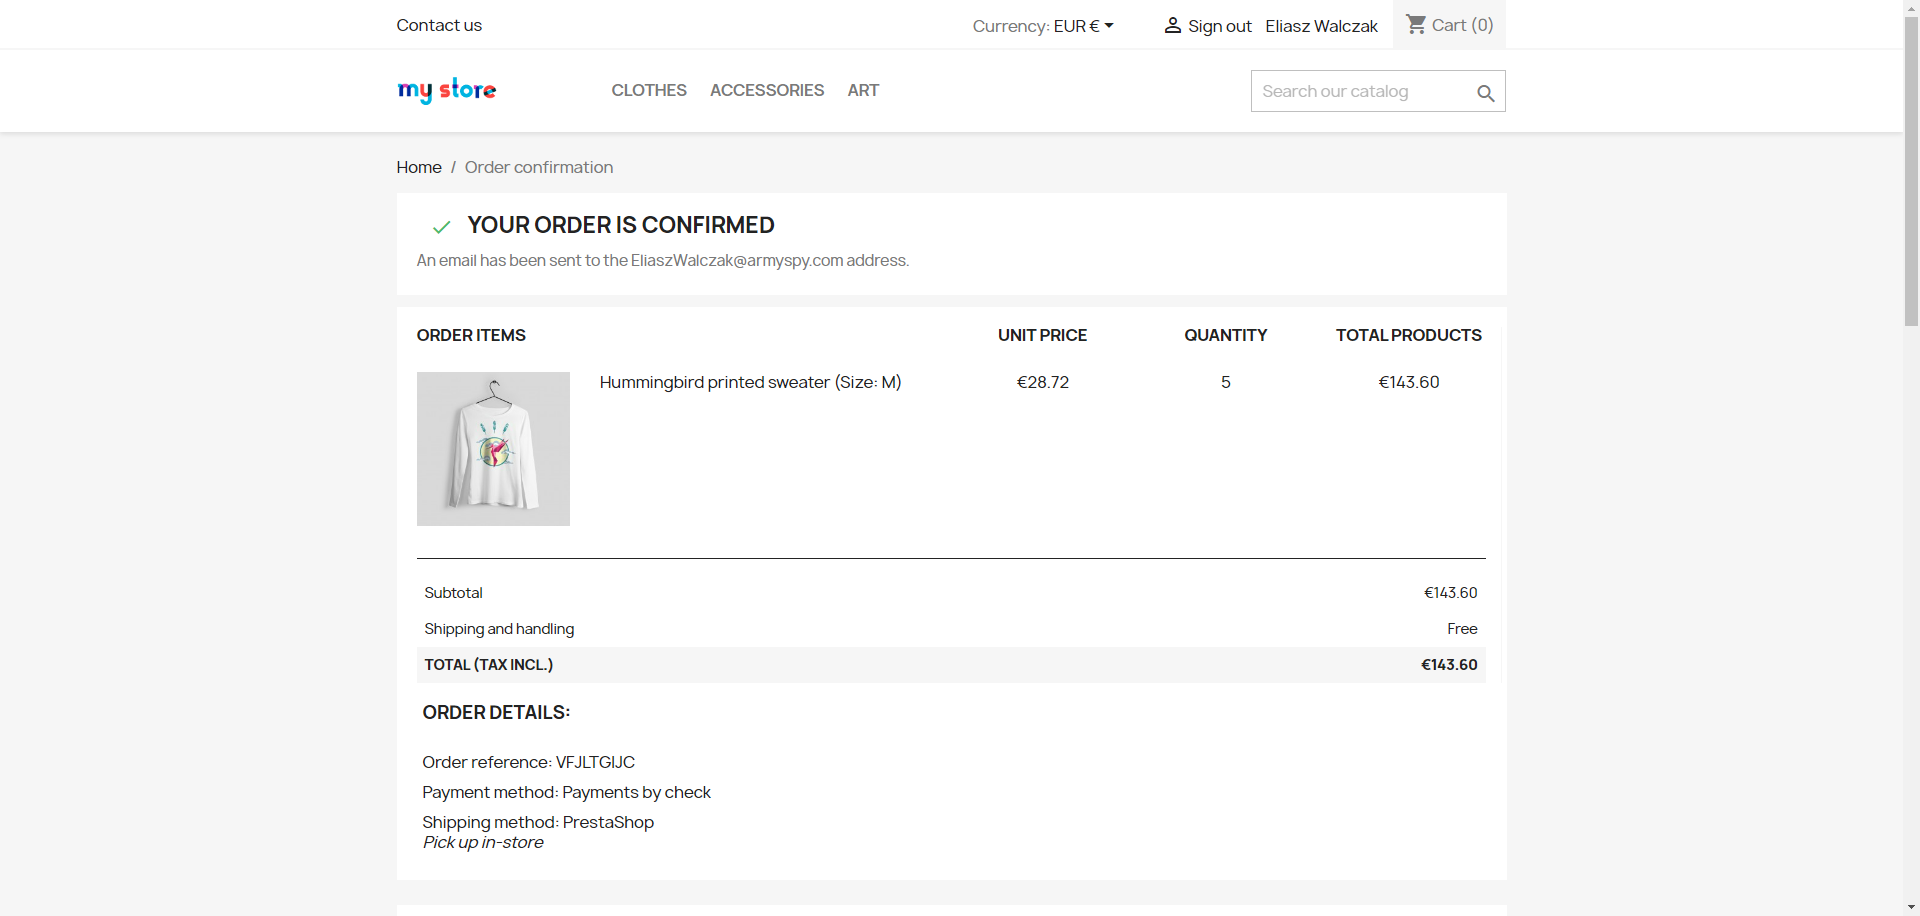 Contact us
Currency: EUR €
Sign out
Eliasz Walczak
Cart (0)
my store
CLOTHES
ACCESSORIES
ART
Search our catalog
Home / Order confirmation
YOUR ORDER IS CONFIRMED
An email has been sent to the EliaszWalczak@armyspy.com address.
ORDER ITEMS UNIT PRICE QUANTITY TOTAL PRODUCTS
Hummingbird printed sweater (Size: M) €28.72 5 €143.60
Subtotal €143.60
Shipping and handling Free
TOTAL (TAX INCL.) €143.60
ORDER DETAILS:
Order reference: VFJLTGIJC
Payment method: Payments by check
Shipping method: PrestaShop
Pick up in-store